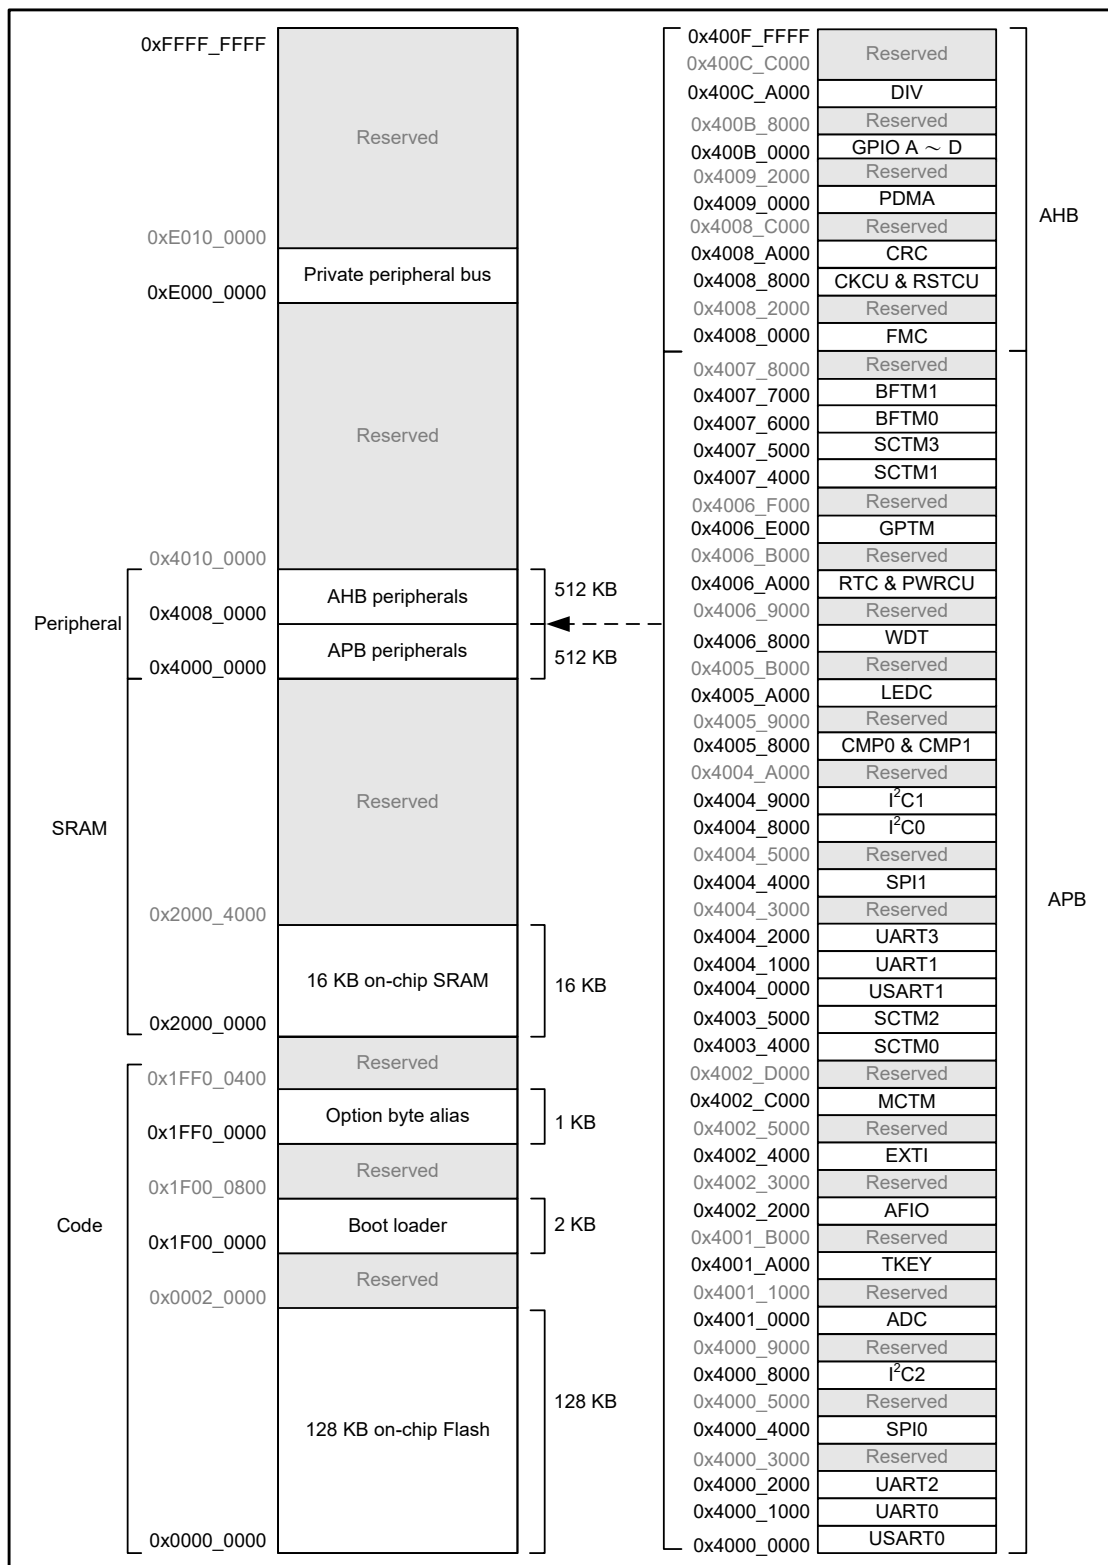 0xFFFF_FFFF
Reserved
0xE010_0000
Private peripheral bus
0xE000_0000
Reserved
0x4010_0000
AHB peripherals
512 KB
0x4008_0000
Peripheral
APB peripherals
512 KB
0x4000_0000
Reserved
SRAM
0x2000_4000
16 KB on-chip SRAM
16 KB
0x2000_0000
Reserved
0x1FF0_0400
Option byte alias
1 KB
0x1FF0_0000
Reserved
0x1F00_0800
Code
Boot loader
2 KB
0x1F00_0000
Reserved
0x0002_0000
128 KB on-chip Flash
128 KB
0x0000_0000
0x400F_FFFF
Reserved
0x400C_C000
0x400C_A000 DIV
0x400B_8000 Reserved
0x400B_0000 GPIO A ~ D
0x4009_2000 Reserved
0x4009_0000 PDMA
0x4008_C000 Reserved
AHB
0x4008_A000 CRC
0x4008_8000 CKCU & RSTCU
0x4008_2000 Reserved
0x4008_0000 FMC
0x4007_8000 Reserved
0x4007_7000 BFTM1
0x4007_6000 BFTM0
0x4007_5000 SCTM3
0x4007_4000 SCTM1
0x4006_F000 Reserved
0x4006_E000 GPTM
0x4006_B000 Reserved
0x4006_A000 RTC & PWRCU
0x4006_9000 Reserved
0x4006_8000 WDT
0x4005_B000 Reserved
0x4005_A000 LEDC
0x4005_9000 Reserved
0x4005_8000 CMP0 & CMP1
0x4004_A000 Reserved
0x4004_9000 I²C1
0x4004_8000 I²C0
0x4004_5000 Reserved
0x4004_4000 SPI1
APB
0x4004_3000 Reserved
0x4004_2000 UART3
0x4004_1000 UART1
0x4004_0000 USART1
0x4003_5000 SCTM2
0x4003_4000 SCTM0
0x4002_D000 Reserved
0x4002_C000 MCTM
0x4002_5000 Reserved
0x4002_4000 EXTI
0x4002_3000 Reserved
0x4002_2000 AFIO
0x4001_B000 Reserved
0x4001_A000 TKEY
0x4001_1000 Reserved
0x4001_0000 ADC
0x4000_9000 Reserved
0x4000_8000 I²C2
0x4000_5000 Reserved
0x4000_4000 SPI0
0x4000_3000 Reserved
0x4000_2000 UART2
0x4000_1000 UART0
0x4000_0000 USART0